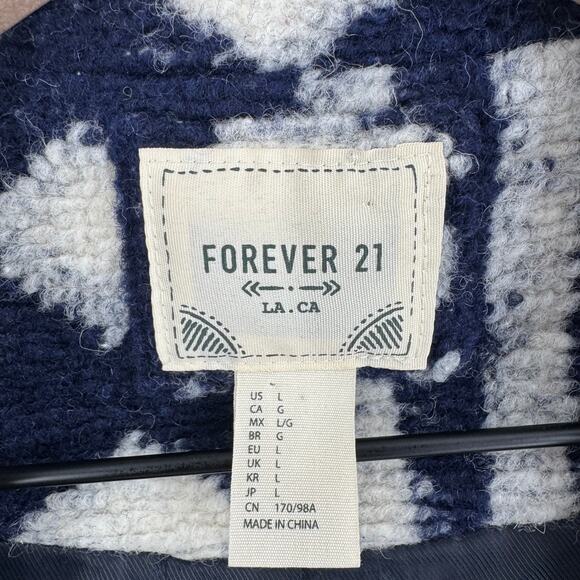 FOREVER 21
LA.CA
L
US L
CA G
MX L/G
BR G
EU L
UK L
KR L
JP L
CN 170/98A
MADE IN CHINA